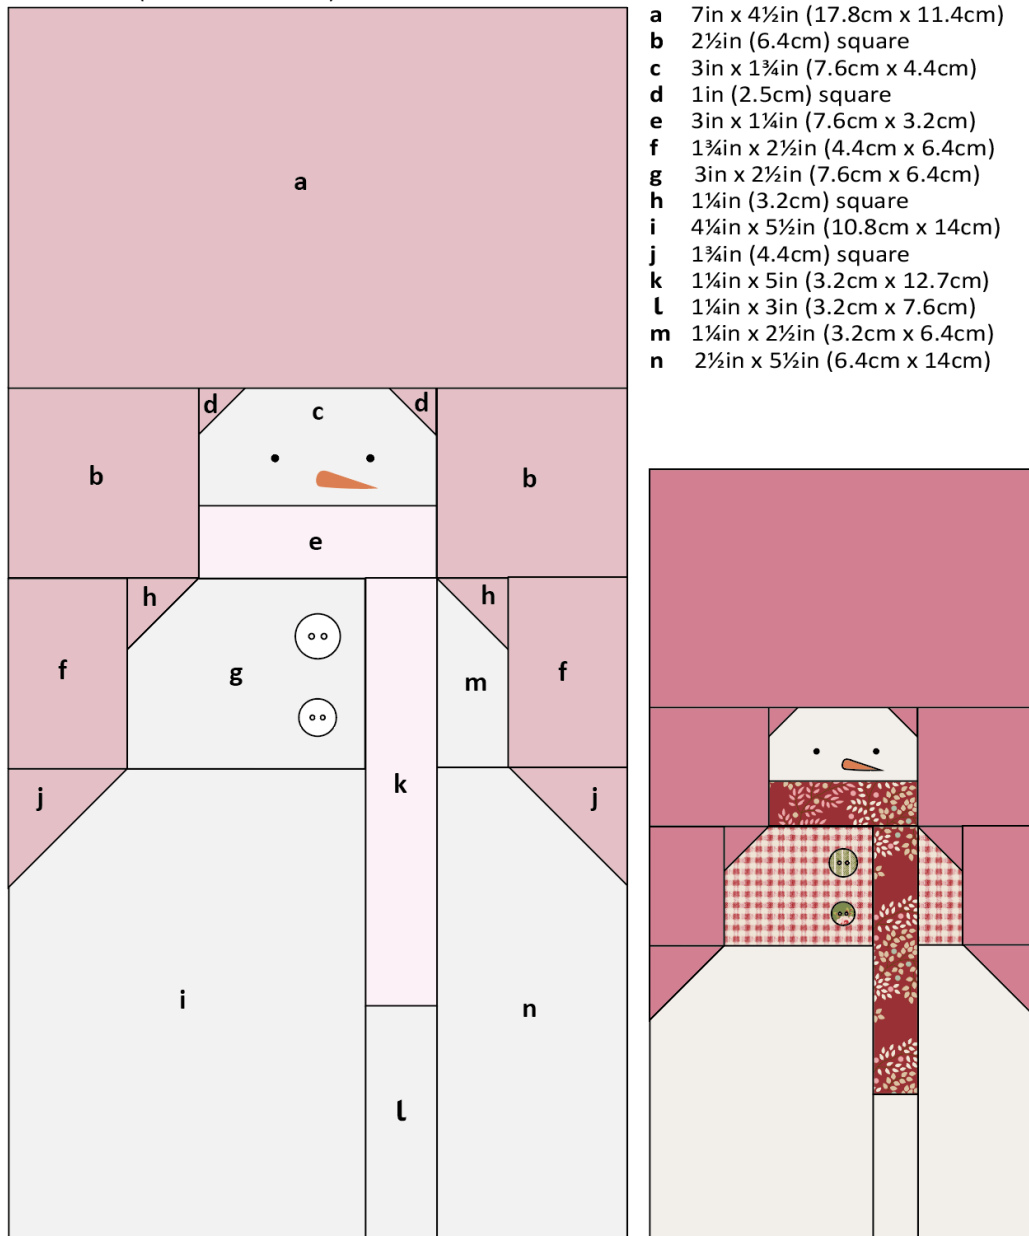 a 7in x 4½in (17.8cm x 11.4cm)
b 2½in (6.4cm) square
c 3in x 1¾in (7.6cm x 4.4cm)
d 1in (2.5cm) square
e 3in x 1¼in (7.6cm x 3.2cm)
f 1¾in x 2½in (4.4cm x 6.4cm)
g 3in x 2½in (7.6cm x 6.4cm)
h 1¼in (3.2cm) square
i 4¼in x 5½in (10.8cm x 14cm)
j 1¾in (4.4cm) square
k 1¼in x 5in (3.2cm x 12.7cm)
l 1¼in x 3in (3.2cm x 7.6cm)
m 1¼in x 2½in (3.2cm x 6.4cm)
n 2½in x 5½in (6.4cm x 14cm)
a
d c d
b b
e
h h
f g m f
j k j
i n
l